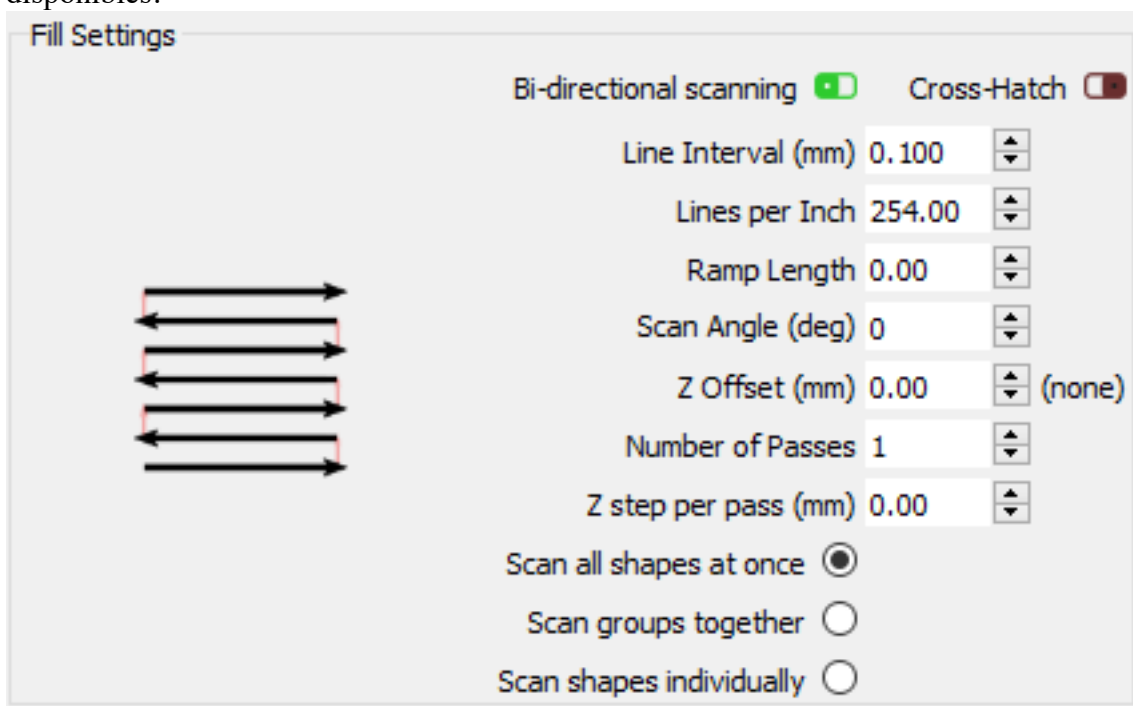 disponibles:
Fill Settings
Bi-directional scanning Cross-Hatch
Line Interval (mm) 0.100
Lines per Inch 254.00
Ramp Length 0.00
Scan Angle (deg) 0
Z Offset (mm) 0.00 (none)
Number of Passes 1
Z step per pass (mm) 0.00
Scan all shapes at once
Scan groups together
Scan shapes individually